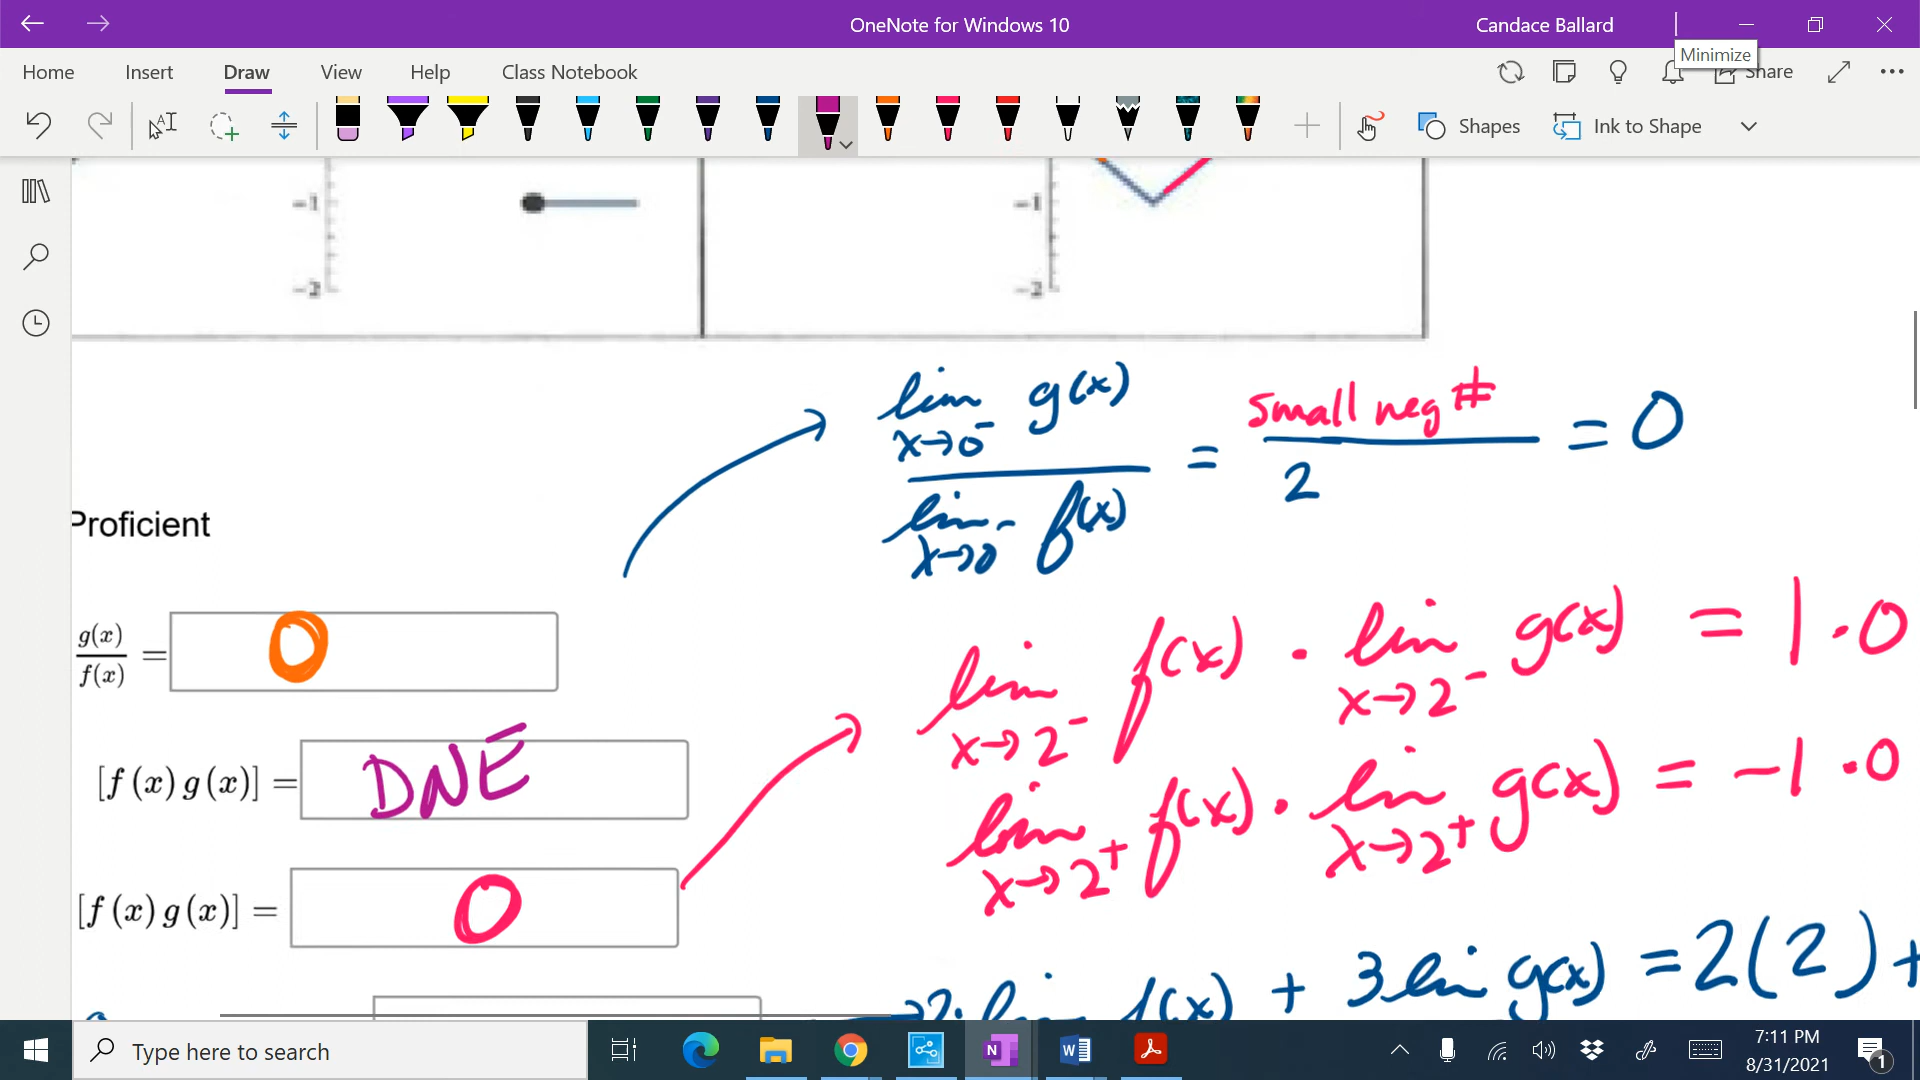 OneNote for Windows 10
Candace Ballard
Minimize
Home Insert Draw View Help Class Notebook Share
Shapes Ink to Shape
-1
-2
-1
-2
lim x→0⁻ g(x) / lim x→0⁻ f(x) = small neg # / 2 = 0
Proficient
g(x)/f(x) = 0
lim x→2⁻ f(x) · lim x→2⁻ g(x) = 1 · 0
[f(x)g(x)] = DNE
lim x→2⁺ f(x) · lim x→2⁺ g(x) = -1 · 0
[f(x)g(x)] = 0
2 · lim f(x) + 3 lim g(x) = 2(2) +
Type here to search
7:11 PM
8/31/2021
1